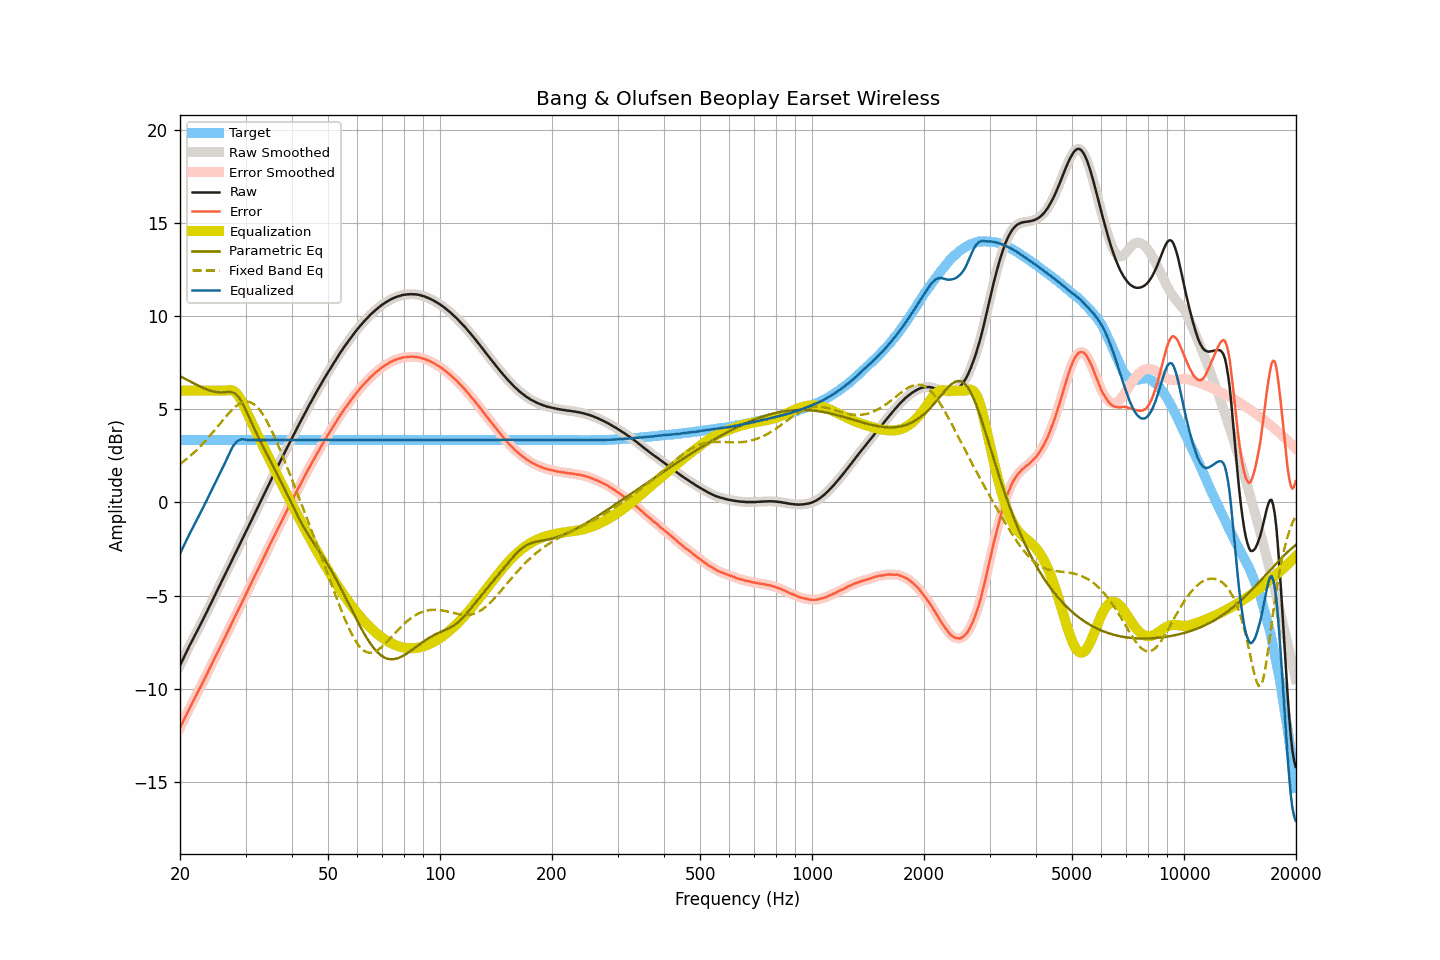 Bang & Olufsen Beoplay Earset Wireless
Target
Raw Smoothed
Error Smoothed
Raw
Error
Equalization
Parametric Eq
Fixed Band Eq
Equalized
20
15
10
5
0
−5
−10
−15
Amplitude (dBr)
20 50 100 200 500 1000 2000 5000 10000 20000
Frequency (Hz)